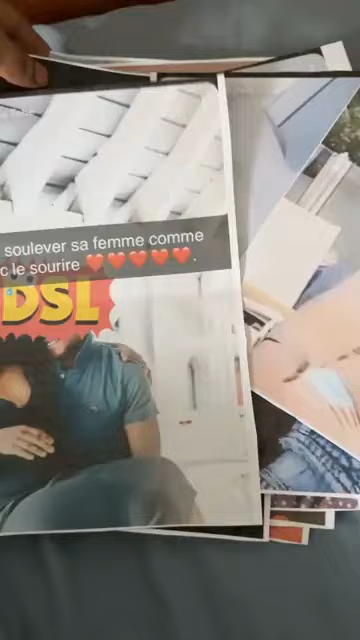 soulever sa femme comme
c le sourire ❤️❤️❤️❤️❤️.
DSL